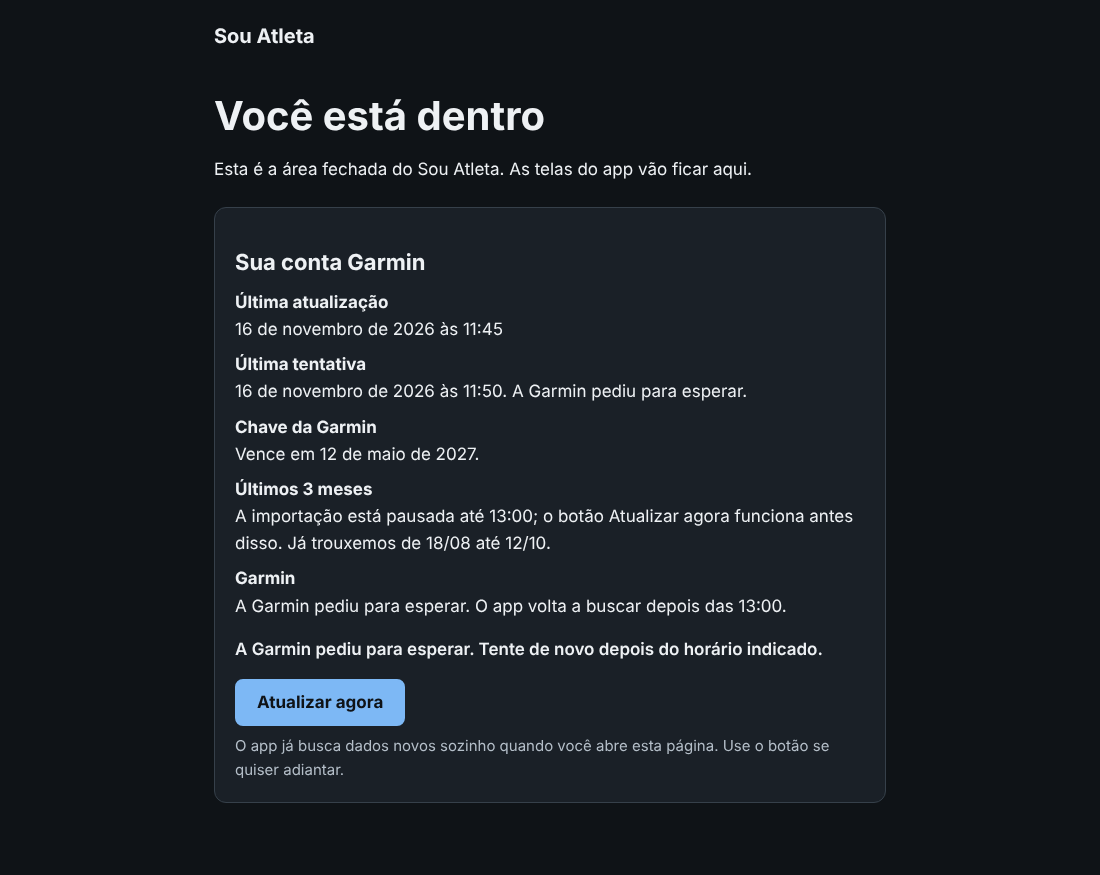 Sou Atleta
Você está dentro
Esta é a área fechada do Sou Atleta. As telas do app vão ficar aqui.
Sua conta Garmin
Última atualização
16 de novembro de 2026 às 11:45
Última tentativa
16 de novembro de 2026 às 11:50. A Garmin pediu para esperar.
Chave da Garmin
Vence em 12 de maio de 2027.
Últimos 3 meses
A importação está pausada até 13:00; o botão Atualizar agora funciona antes
disso. Já trouxemos de 18/08 até 12/10.
Garmin
A Garmin pediu para esperar. O app volta a buscar depois das 13:00.
A Garmin pediu para esperar. Tente de novo depois do horário indicado.
Atualizar agora
O app já busca dados novos sozinho quando você abre esta página. Use o botão se
quiser adiantar.